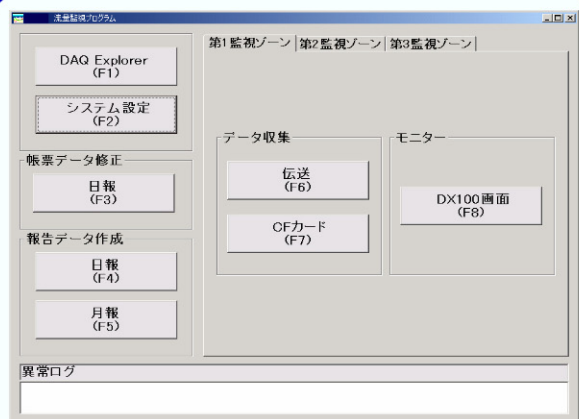 流量監視プログラム
DAQ Explorer
(F1)
システム設定
(F2)
帳票データ修正
日報
(F3)
報告データ作成
日報
(F4)
月報
(F5)
第1監視ゾーン
第2監視ゾーン
第3監視ゾーン
データ収集
伝送
(F6)
CFカード
(F7)
モニター
DX100画面
(F8)
異常ログ